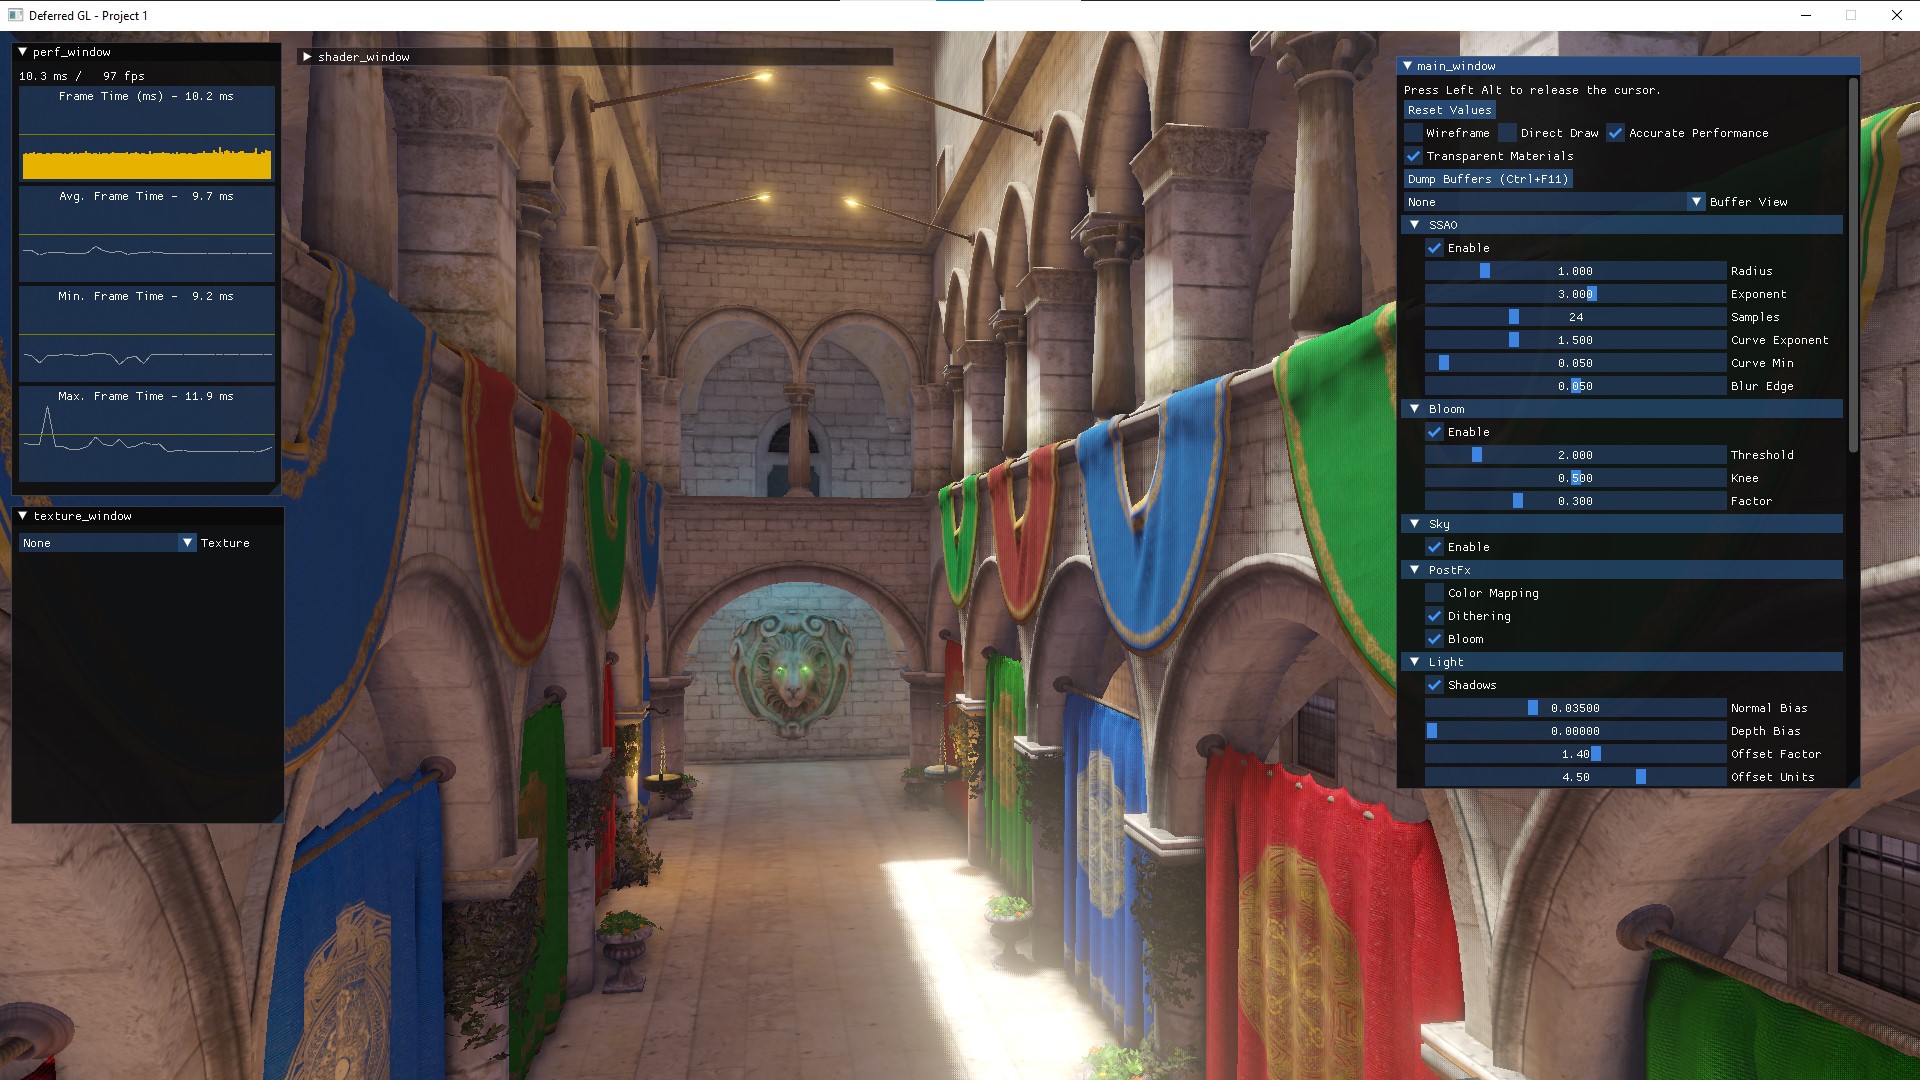 Deferred GL - Project 1
perf_window
10.3 ms /   97 fps
Frame Time (ms) - 10.2 ms
Avg. Frame Time -  9.7 ms
Min. Frame Time -  9.2 ms
Max. Frame Time - 11.9 ms
texture_window
None Texture
shader_window
main_window
Press Left Alt to release the cursor.
Reset Values
Wireframe Direct Draw Accurate Performance
Transparent Materials
Dump Buffers (Ctrl+F11)
None Buffer View
SSAO
Enable
1.000 Radius
3.000 Exponent
24 Samples
1.500 Curve Exponent
0.050 Curve Min
0.050 Blur Edge
Bloom
Enable
2.000 Threshold
0.500 Knee
0.300 Factor
Sky
Enable
PostFx
Color Mapping
Dithering
Bloom
Light
Shadows
0.03500 Normal Bias
0.00000 Depth Bias
1.40 Offset Factor
4.50 Offset Units